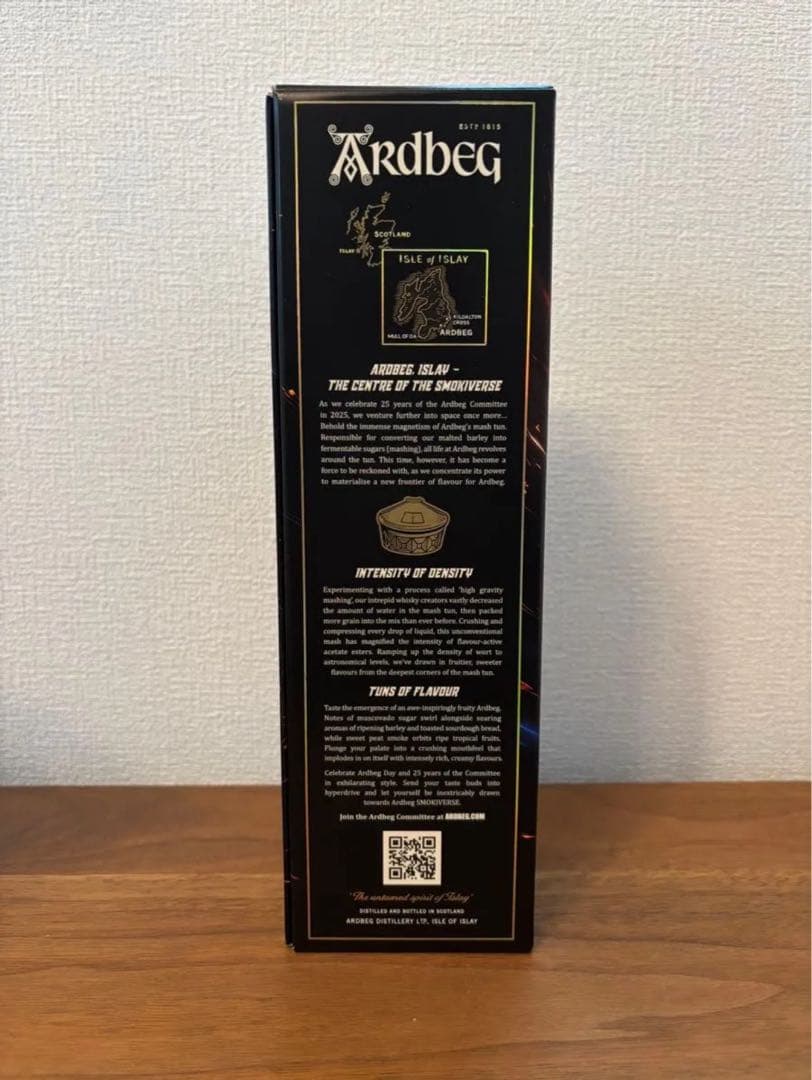 ESTD 1815
ARDBEG
SCOTLAND
ISLAY
ISLE of ISLAY
KILDALTON
CROSS
MULL OF OA
ARDBEG
ARDBEG, ISLAY –
THE CENTRE OF THE SMOKIVERSE
As we celebrate 25 years of the Ardbeg Committee
in 2025, we venture further into space once more...
Behold the immense magnetism of Ardbeg's mash tun.
Responsible for converting our malted barley into
fermentable sugars (mashing), all life at Ardbeg revolves
around the tun. This time, however, it has become a
force to be reckoned with, as we concentrate its power
to materialise a new frontier of flavour for Ardbeg.
INTENSITY OF DENSITY
Experimenting with a process called 'high gravity
mashing', our intrepid whisky creators vastly decreased
the amount of water in the mash tun, then packed
more grain into the mix than ever before. Crushing and
compressing every drop of liquid, this unconventional
mash has magnified the intensity of flavour-active
acetate esters. Ramping up the density of wort to
astronomical levels, we've drawn in fruitier, sweeter
flavours from the deepest corners of the mash tun.
TUNS OF FLAVOUR
Taste the emergence of an awe-inspiringly fruity Ardbeg.
Notes of muscovado sugar swirl alongside searing
aromas of ripening barley and toasted sourdough bread,
while sweet peat smoke orbits ripe tropical fruits.
Plunge your palate into a crushing mouthfeel that
implodes in on itself with intensely rich, creamy flavours.
Celebrate Ardbeg Day and 25 years of the Committee
in exhilarating style. Send your taste buds into
hyperdrive and let yourself be inextricably drawn
towards Ardbeg SMOKIVERSE.
Join the Ardbeg Committee at ARDBEG.COM
"The untamed spirit of Islay"
DISTILLED AND BOTTLED IN SCOTLAND
ARDBEG DISTILLERY LTD, ISLE OF ISLAY